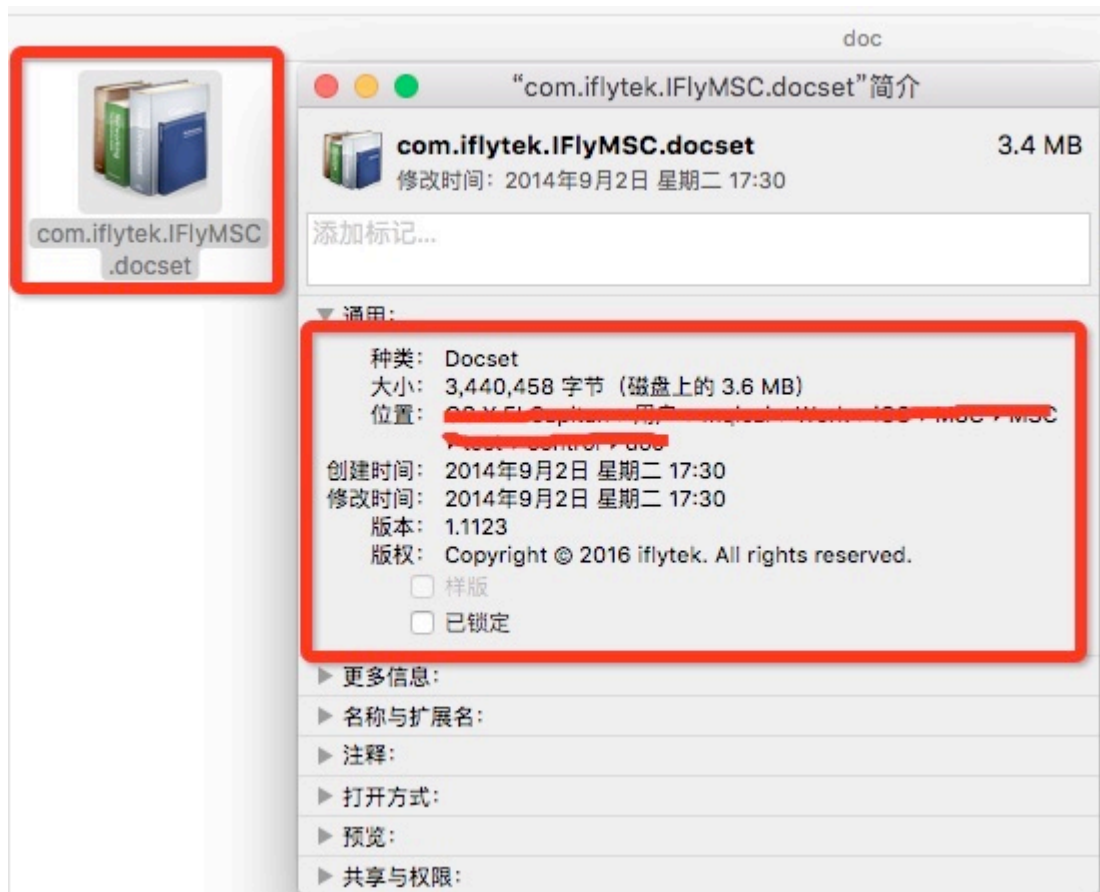 doc
com.iflytek.IFlyMSC
.docset
“com.iflytek.IFlyMSC.docset”简介
com.iflytek.IFlyMSC.docset 3.4 MB
修改时间：2014年9月2日 星期二 17:30
添加标记...
通用：
种类： Docset
大小： 3,440,458 字节（磁盘上的 3.6 MB）
位置：
创建时间： 2014年9月2日 星期二 17:30
修改时间： 2014年9月2日 星期二 17:30
版本： 1.1123
版权： Copyright © 2016 iflytek. All rights reserved.
样版
已锁定
更多信息：
名称与扩展名：
注释：
打开方式：
预览：
共享与权限：